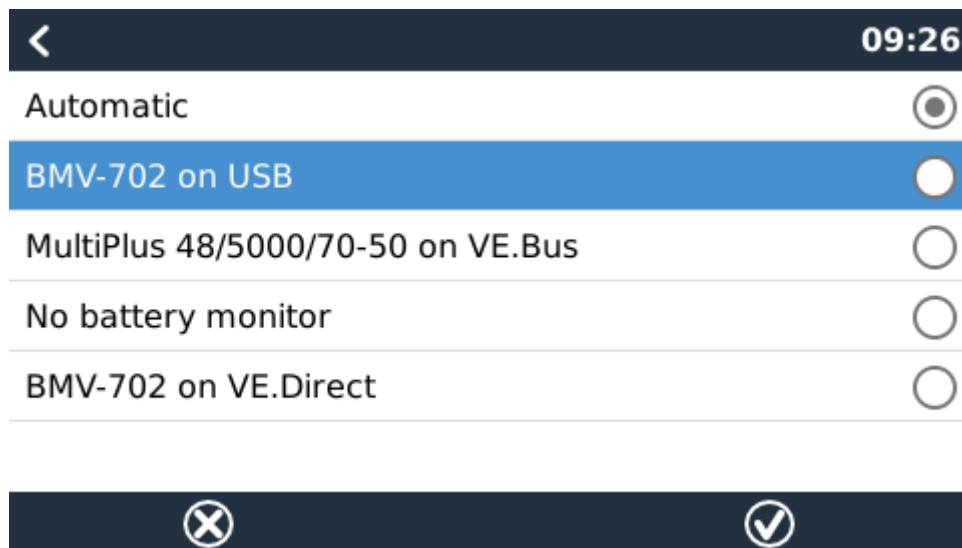 09:26
Automatic
BMV-702 on USB
MultiPlus 48/5000/70-50 on VE.Bus
No battery monitor
BMV-702 on VE.Direct